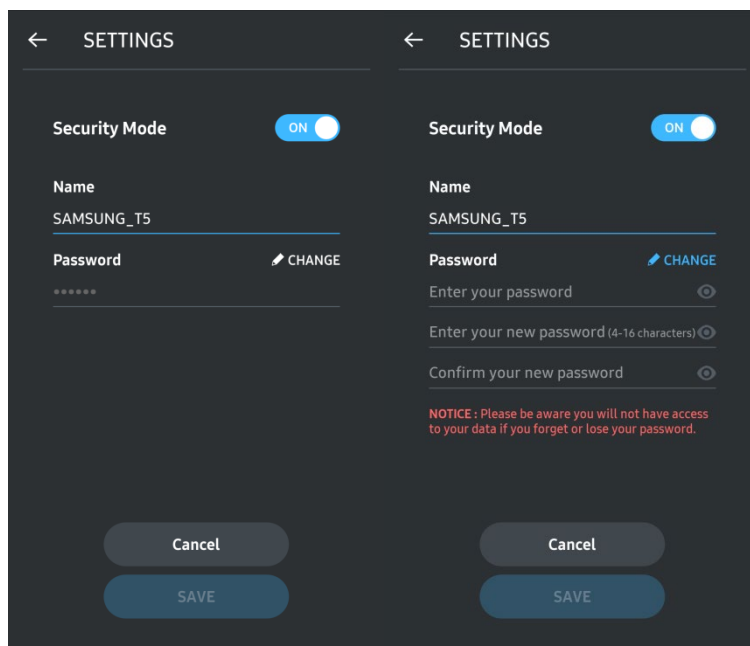 SETTINGS
Security Mode
ON
Name
SAMSUNG_T5
Password
CHANGE
Cancel
SAVE
SETTINGS
Security Mode
ON
Name
SAMSUNG_T5
Password
CHANGE
Enter your password
Enter your new password (4-16 characters)
Confirm your new password
NOTICE : Please be aware you will not have access
to your data if you forget or lose your password.
Cancel
SAVE